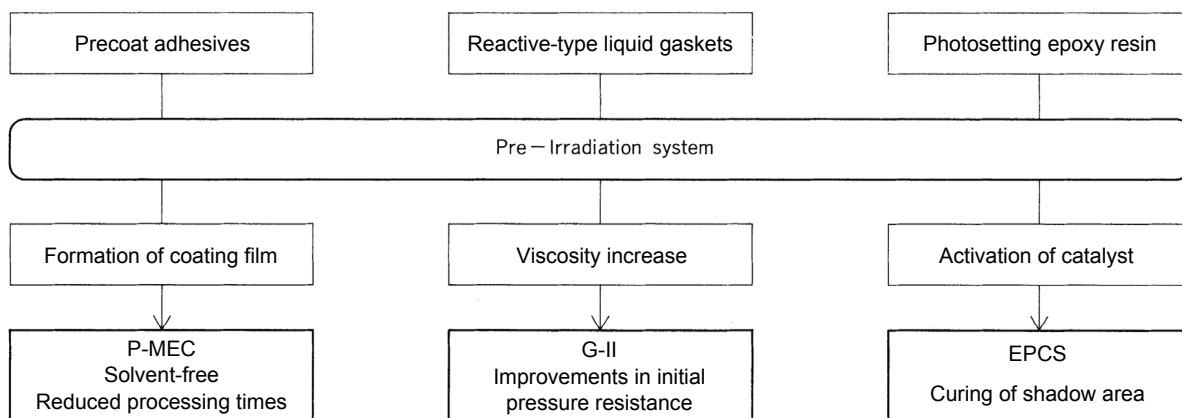 Precoat adhesives
Reactive-type liquid gaskets
Photosetting epoxy resin
Pre-Irradiation system
Formation of coating film
Viscosity increase
Activation of catalyst
P-MEC
Solvent-free
Reduced processing times
G-II
Improvements in initial
pressure resistance
EPCS
Curing of shadow area